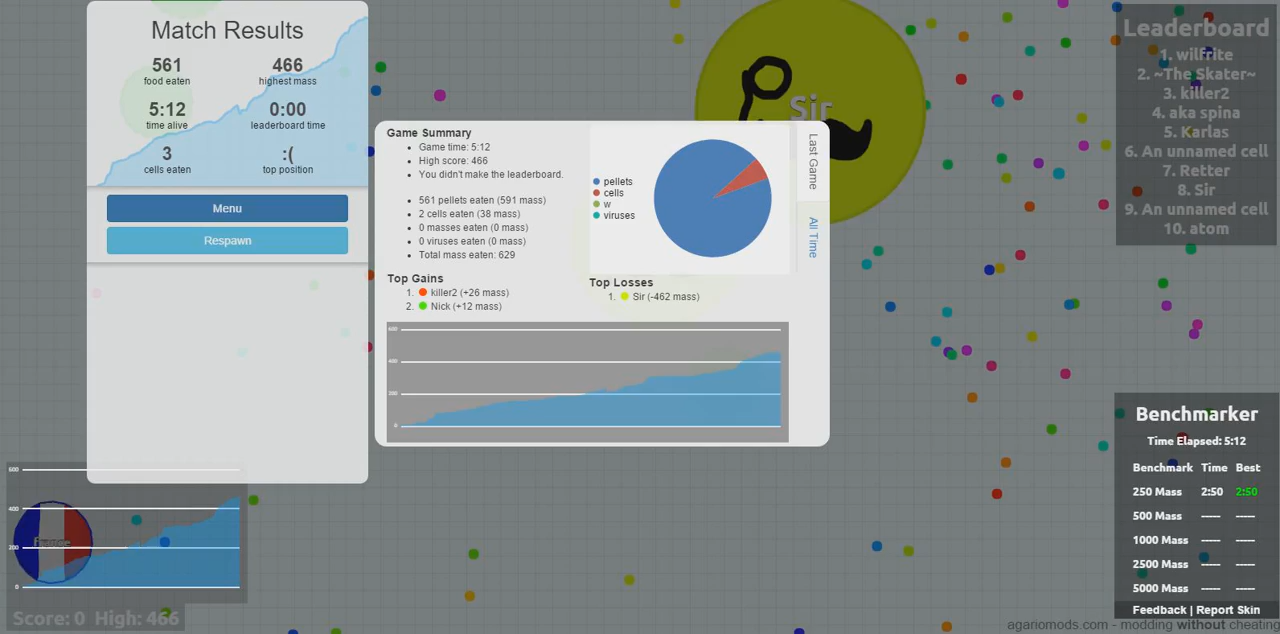 Match Results
561
food eaten
466
highest mass
5:12
time alive
0:00
leaderboard time
3
cells eaten
:(
top position
Menu
Respawn
Sir
Game Summary
Game time: 5:12
High score: 466
You didn't make the leaderboard.
561 pellets eaten (591 mass)
2 cells eaten (38 mass)
0 masses eaten (0 mass)
0 viruses eaten (0 mass)
Total mass eaten: 629
pellets
cells
w
viruses
Last Game
All Time
Top Gains
1. killer2 (+26 mass)
2. Nick (+12 mass)
Top Losses
1. Sir (-462 mass)
600
400
200
0
Leaderboard
1. wilfrite
2. ~The Skater~
3. killer2
4. aka spina
5. Karlas
6. An unnamed cell
7. Retter
8. Sir
9. An unnamed cell
10. atom
Benchmarker
Time Elapsed: 5:12
Benchmark Time Best
250 Mass 2:50 2:50
500 Mass ----- -----
1000 Mass ----- -----
2500 Mass ----- -----
5000 Mass ----- -----
Feedback | Report Skin
600
400
200
0
France
Score: 0 High: 466
agariomods.com - modding without cheating